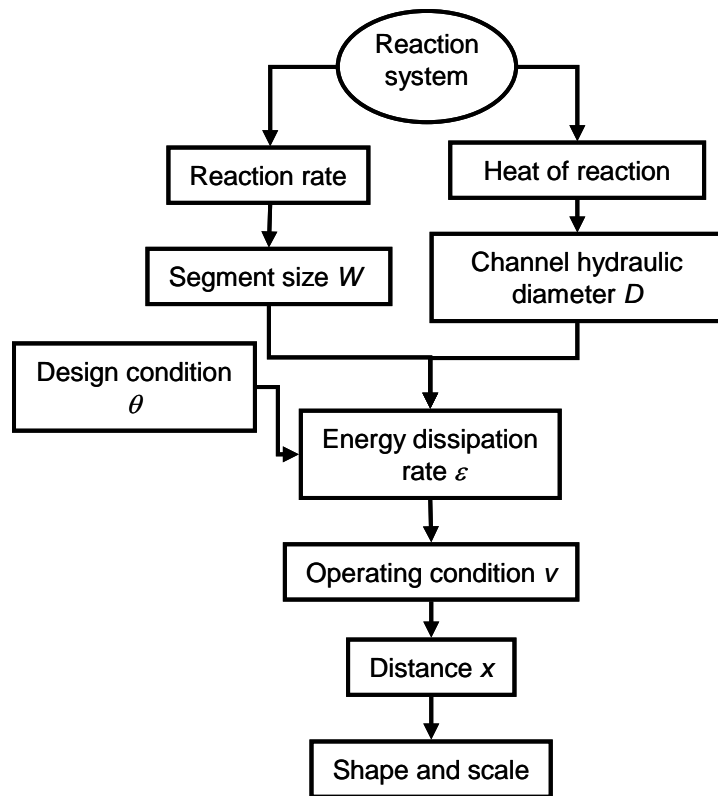 Reaction
system
Reaction rate
Heat of reaction
Segment size W
Channel hydraulic
diameter D
Design condition
θ
Energy dissipation
rate ε
Operating condition v
Distance x
Shape and scale